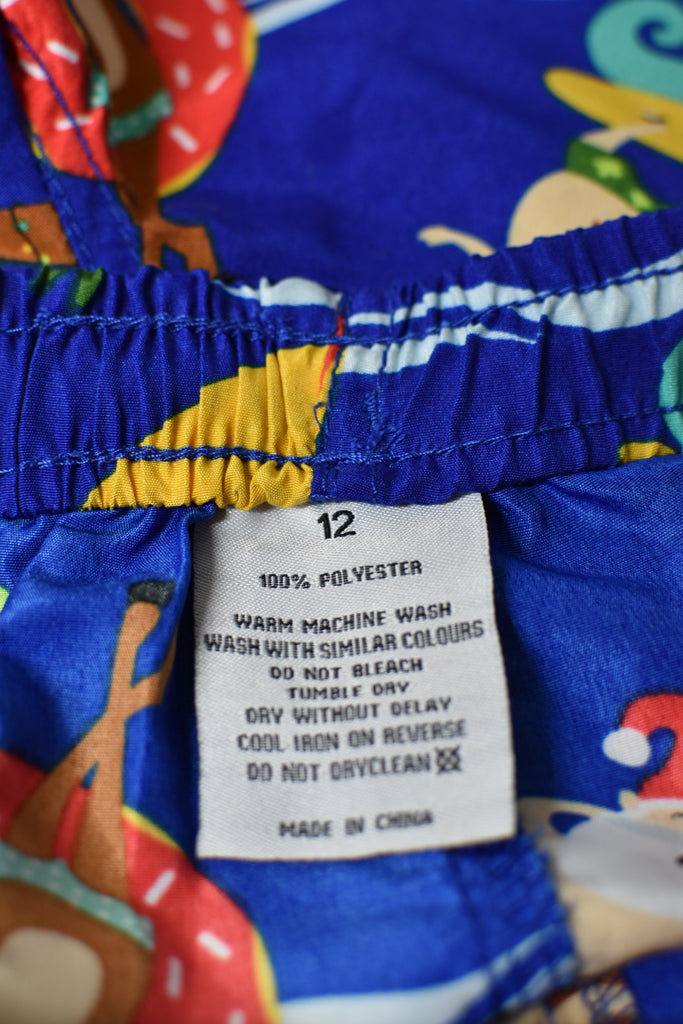 12
100% POLYESTER
WARM MACHINE WASH
WASH WITH SIMILAR COLOURS
DO NOT BLEACH
TUMBLE DRY
DRY WITHOUT DELAY
COOL IRON ON REVERSE
DO NOT DRYCLEAN
MADE IN CHINA